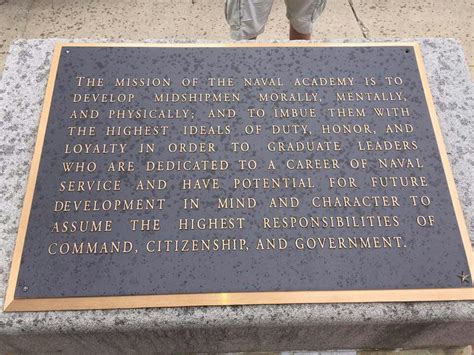 THE MISSION OF THE NAVAL ACADEMY IS TO
DEVELOP MIDSHIPMEN MORALLY, MENTALLY,
AND PHYSICALLY; AND TO IMBUE THEM WITH
THE HIGHEST IDEALS OF DUTY, HONOR, AND
LOYALTY IN ORDER TO GRADUATE LEADERS
WHO ARE DEDICATED TO A CAREER OF NAVAL
SERVICE AND HAVE POTENTIAL FOR FUTURE
DEVELOPMENT IN MIND AND CHARACTER TO
ASSUME THE HIGHEST RESPONSIBILITIES OF
COMMAND, CITIZENSHIP, AND GOVERNMENT.